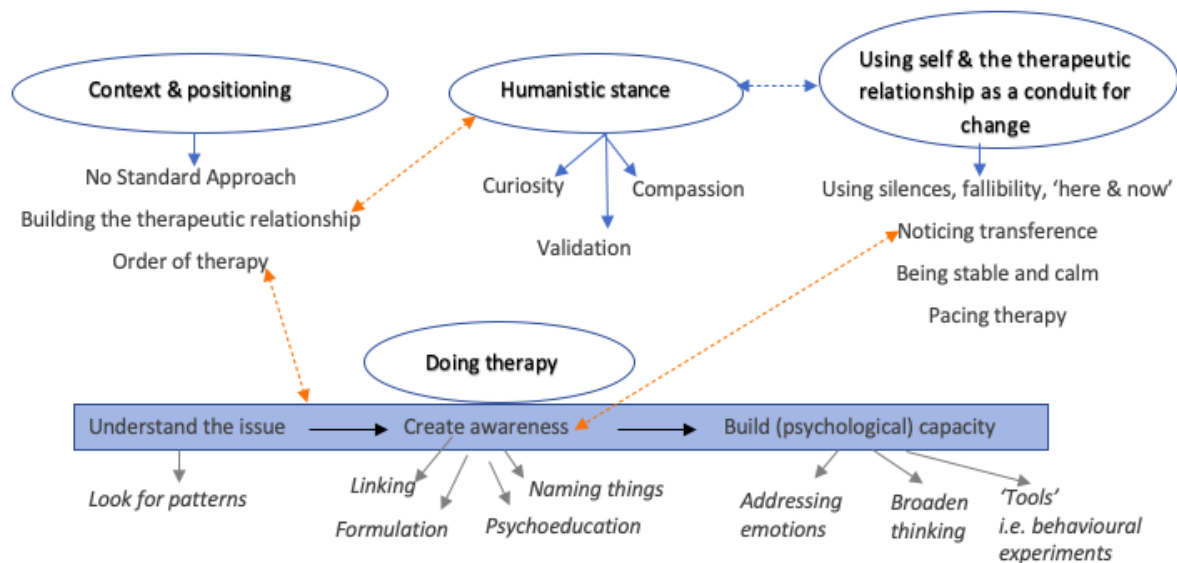 Context & positioning
No Standard Approach
Building the therapeutic relationship
Order of therapy
Humanistic stance
Curiosity
Compassion
Validation
Using self & the therapeutic
relationship as a conduit for
change
Using silences, fallibility, ‘here & now’
Noticing transference
Being stable and calm
Pacing therapy
Doing therapy
Understand the issue
Create awareness
Build (psychological) capacity
Look for patterns
Linking
Naming things
Formulation
Psychoeducation
Addressing
emotions
Broaden
thinking
‘Tools’
i.e. behavioural
experiments